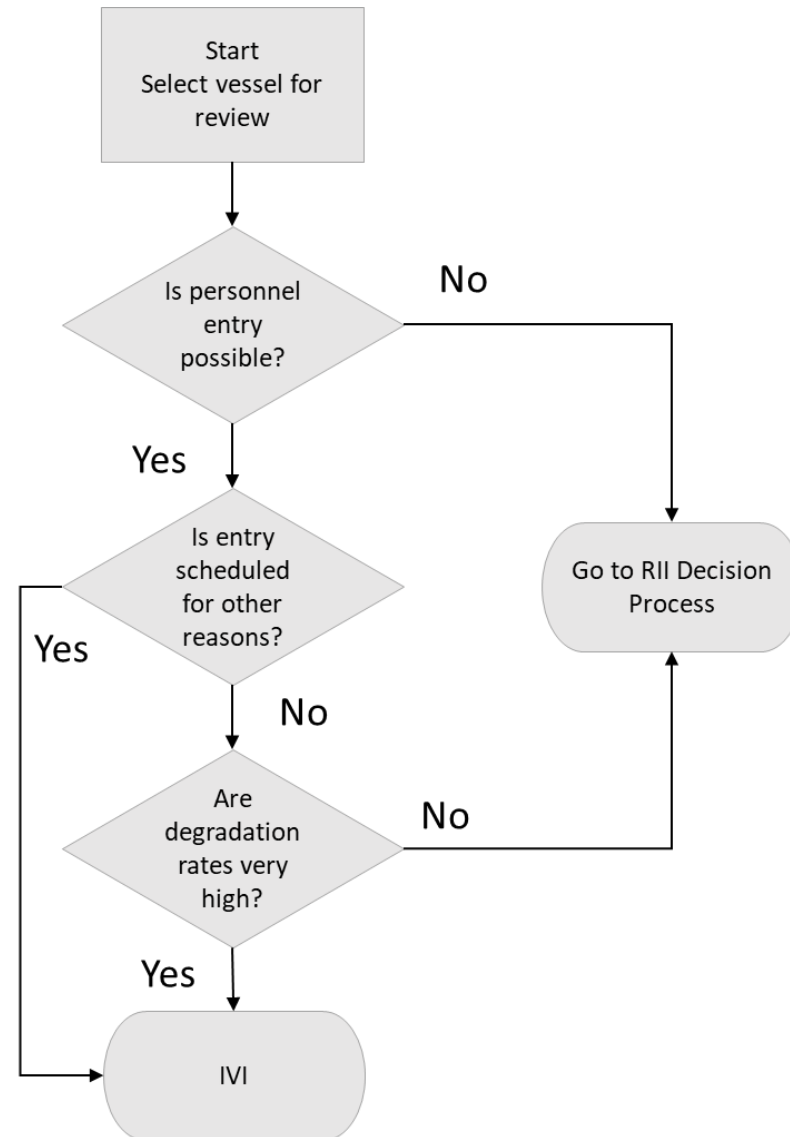 Start
Select vessel for
review
Is personnel
entry
possible?
No
Yes
Is entry
scheduled
for other
reasons?
Go to RII Decision
Process
Yes
No
Are
degradation
rates very
high?
No
Yes
IVI